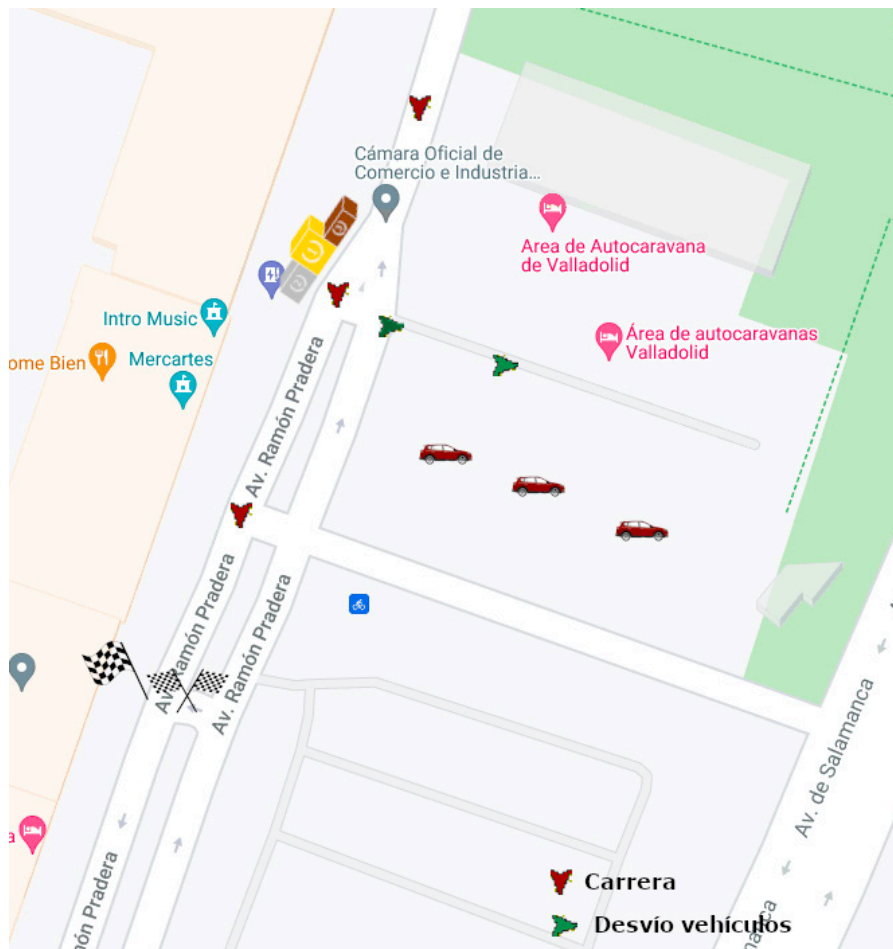 Cámara Oficial de
Comercio e Industria...
Area de Autocaravana
de Valladolid
Intro Music
Área de autocaravanas
Valladolid
ome Bien
Mercartes
Av. Ramón Pradera
Av. Ramón Pradera
Av. Ramón Pradera
Av. Ramón Pradera
Av. de Salamanca
Ramón Pradera
manca
a
Carrera
Desvío vehículos